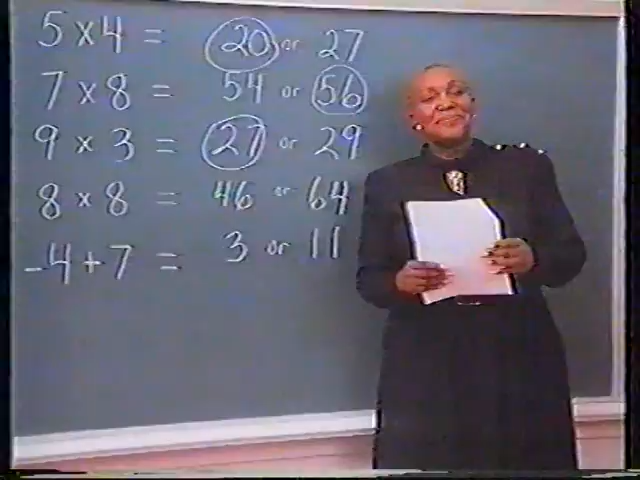 5 x 4 = 20 or 27
7 x 8 = 54 or 56
9 x 3 = 27 or 29
8 x 8 = 46 or 64
-4 + 7 = 3 or 11